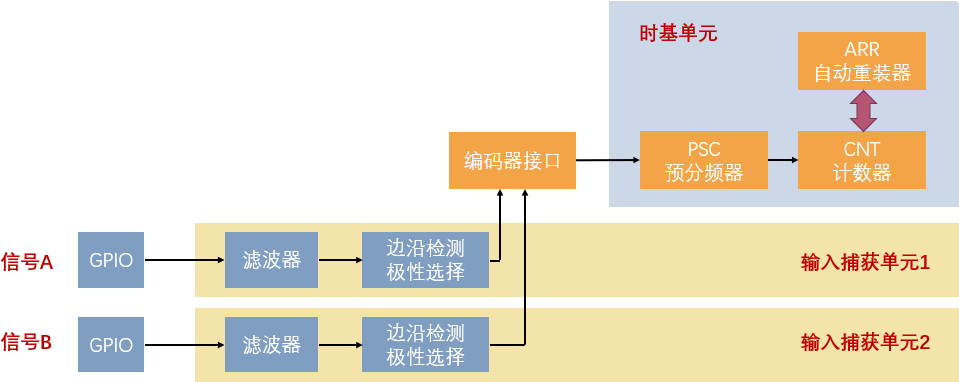 时基单元
ARR
自动重装器
编码器接口
PSC
预分频器
CNT
计数器
信号A
GPIO
滤波器
边沿检测
极性选择
输入捕获单元1
信号B
GPIO
滤波器
边沿检测
极性选择
输入捕获单元2